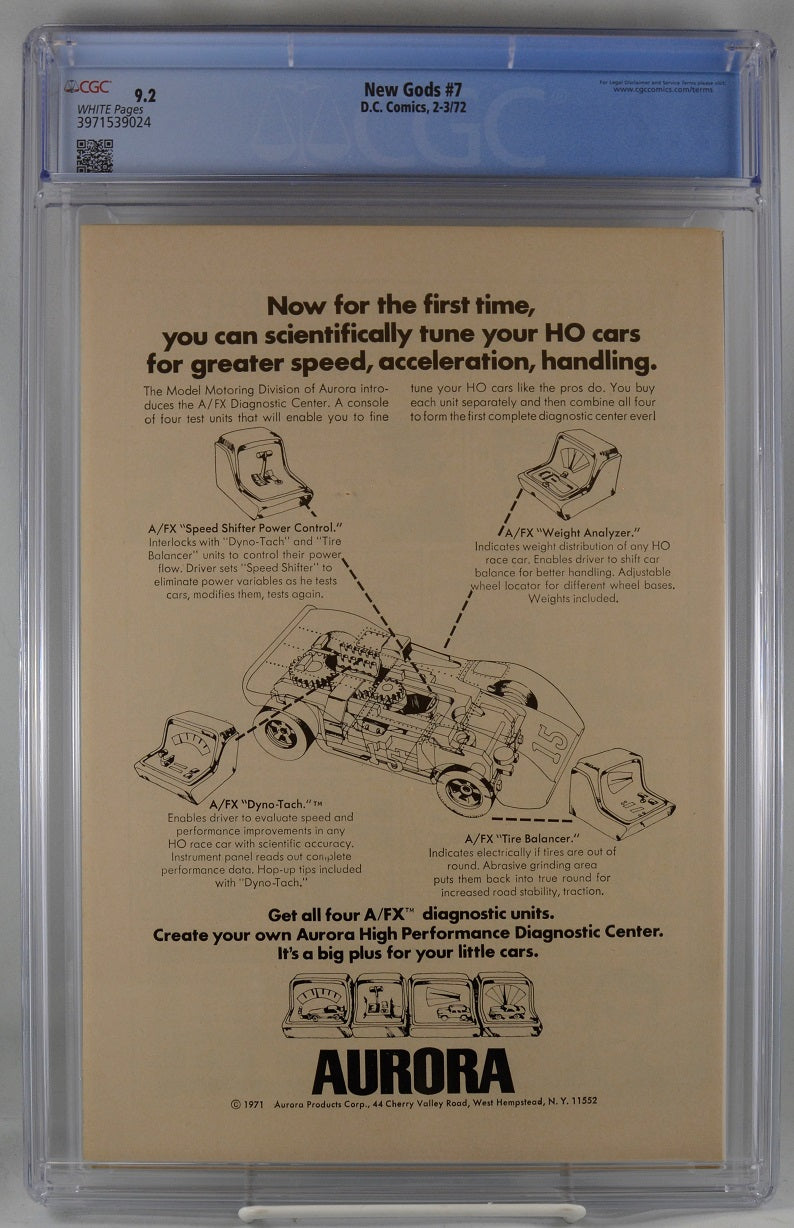 CGC
9.2
WHITE Pages
3971539024
New Gods #7
D.C. Comics, 2-3/72
For Legal Disclaimer and Service Terms please visit:
www.cgccomics.com/terms
CGC
Now for the first time,
you can scientifically tune your HO cars
for greater speed, acceleration, handling.
The Model Motoring Division of Aurora intro-
duces the A/FX Diagnostic Center. A console
of four test units that will enable you to fine
tune your HO cars like the pros do. You buy
each unit separately and then combine all four
to form the first complete diagnostic center ever!
A/FX "Speed Shifter Power Control."
Interlocks with "Dyno-Tach" and "Tire
Balancer" units to control their power
flow. Driver sets "Speed Shifter" to
eliminate power variables as he tests
cars, modifies them, tests again.
A/FX "Weight Analyzer."
Indicates weight distribution of any HO
race car. Enables driver to shift car
balance for better handling. Adjustable
wheel locator for different wheel bases.
Weights included.
15
A/FX "Dyno-Tach."™
Enables driver to evaluate speed and
performance improvements in any
HO race car with scientific accuracy.
Instrument panel reads out complete
performance data. Hop-up tips included
with "Dyno-Tach."
A/FX "Tire Balancer."
Indicates electrically if tires are out of
round. Abrasive grinding area
puts them back into true round for
increased road stability, traction.
Get all four A/FX™ diagnostic units.
Create your own Aurora High Performance Diagnostic Center.
It's a big plus for your little cars.
AURORA
© 1971 Aurora Products Corp., 44 Cherry Valley Road, West Hempstead, N. Y. 11552